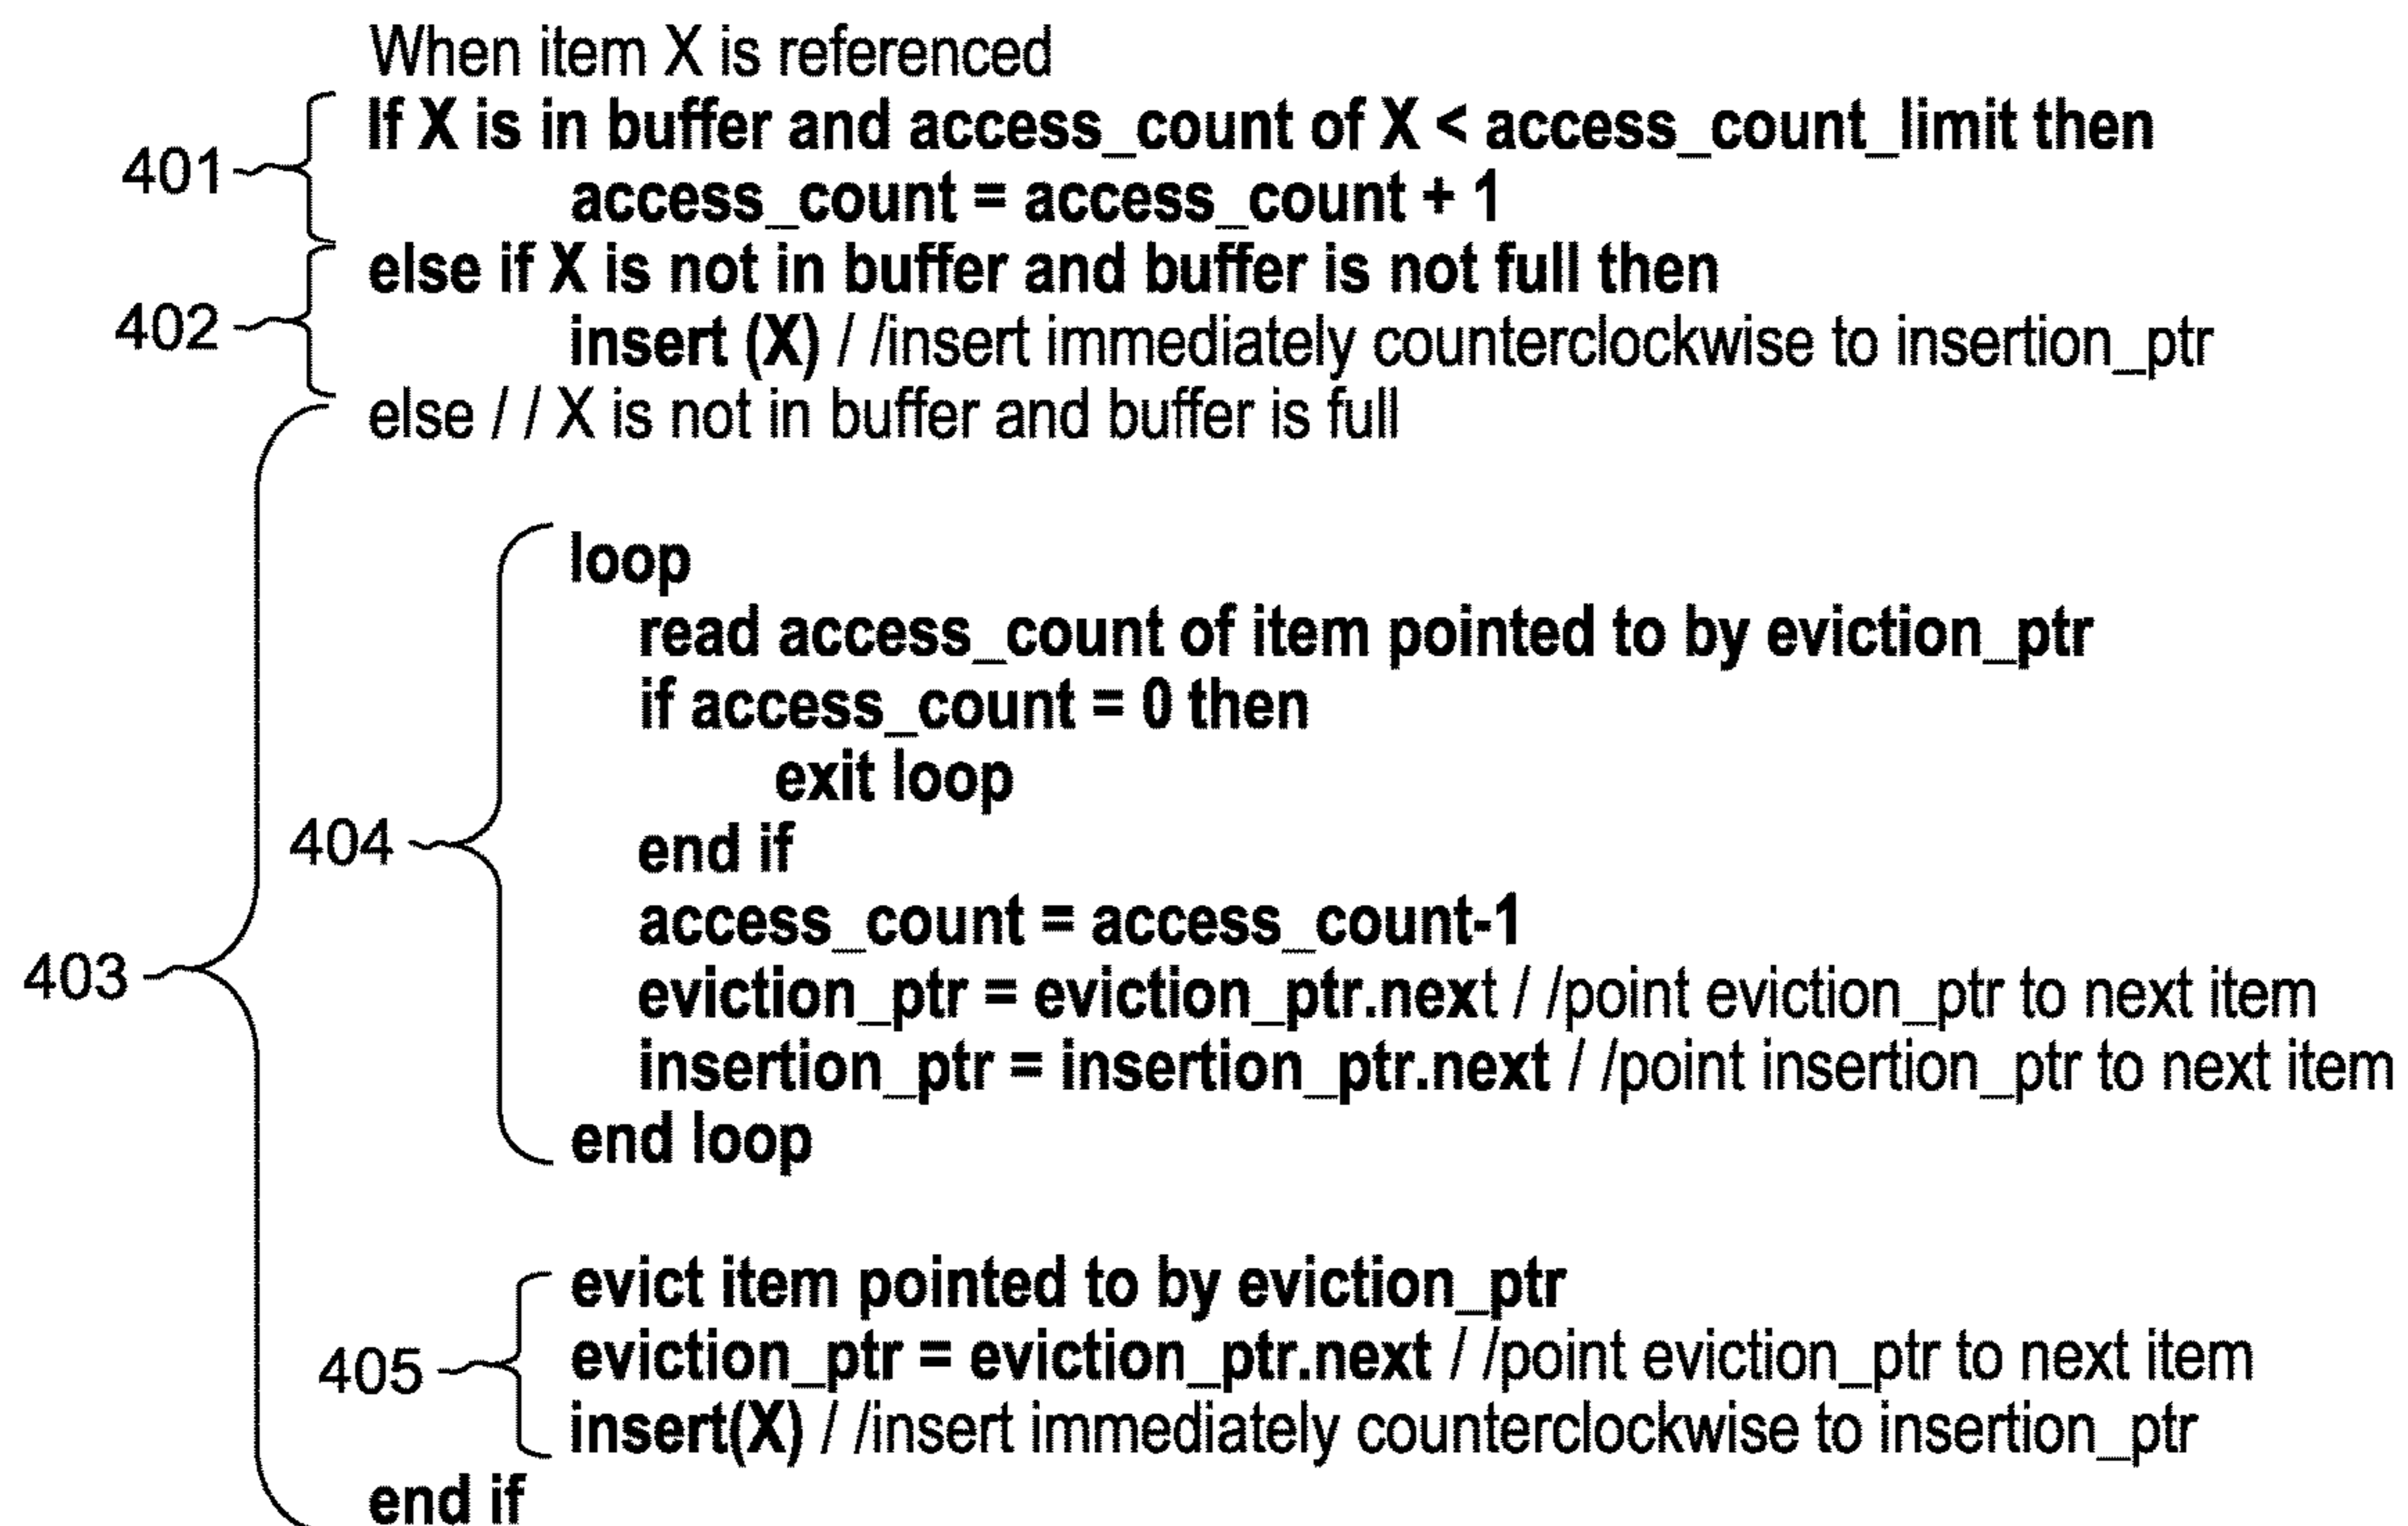 When item X is referenced
If X is in buffer and access_count of X < access_count_limit then
401
access_count = access_count + 1
else if X is not in buffer and buffer is not full then
402
insert (X) / /insert immediately counterclockwise to insertion_ptr
else / / X is not in buffer and buffer is full
loop
read access_count of item pointed to by eviction_ptr
if access_count = 0 then
exit loop
404
end if
access_count = access_count-1
403
eviction_ptr = eviction_ptr.next / /point eviction_ptr to next item
insertion_ptr = insertion_ptr.next / /point insertion_ptr to next item
end loop
evict item pointed to by eviction_ptr
405
eviction_ptr = eviction_ptr.next / /point eviction_ptr to next item
insert(X) / /insert immediately counterclockwise to insertion_ptr
end if